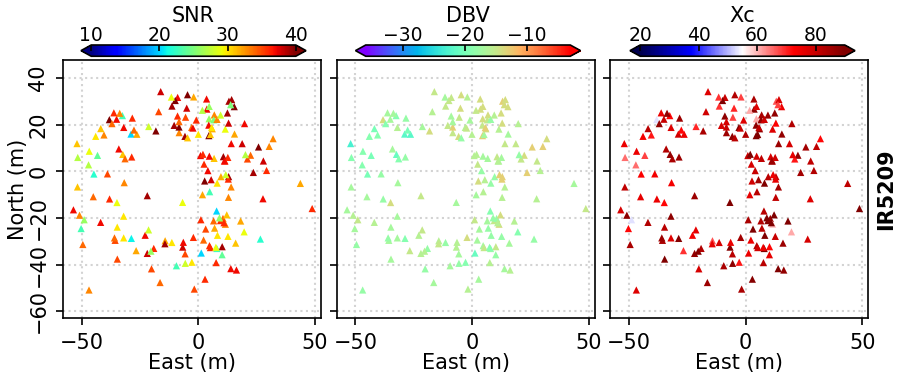 SNR DBV Xc
10 20 30 40 −30 −20 −10 20 40 60 80
40
20
0
−20
−40
−60
North (m)
−50 0 50 −50 0 50 −50 0 50
East (m) East (m) East (m)
IR5209